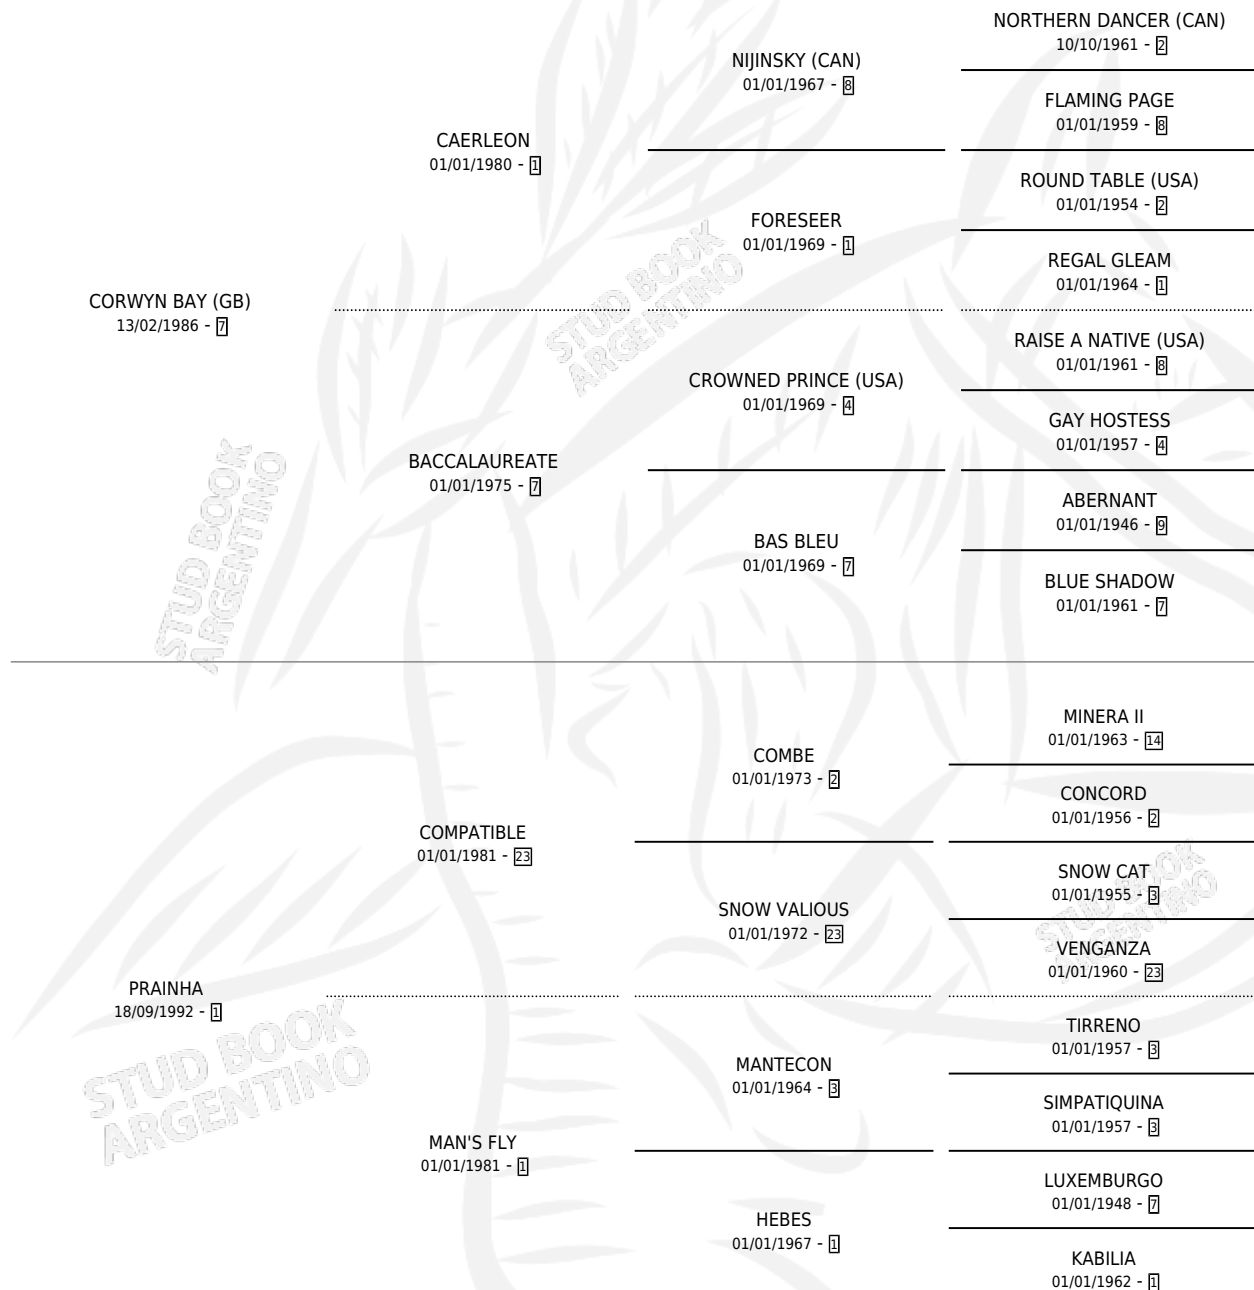 NORTHERN DANCER (CAN)
10/10/1961 - 2
NIJINSKY (CAN)
01/01/1967 - 8
FLAMING PAGE
01/01/1959 - 8
CAERLEON
01/01/1980 - 1
ROUND TABLE (USA)
01/01/1954 - 2
FORESEER
01/01/1969 - 1
REGAL GLEAM
01/01/1964 - 1
CORWYN BAY (GB)
13/02/1986 - 7
RAISE A NATIVE (USA)
01/01/1961 - 8
CROWNED PRINCE (USA)
01/01/1969 - 4
GAY HOSTESS
01/01/1957 - 4
BACCALAUREATE
01/01/1975 - 7
ABERNANT
01/01/1946 - 9
BAS BLEU
01/01/1969 - 7
BLUE SHADOW
01/01/1961 - 7
MINERA II
01/01/1963 - 14
COMBE
01/01/1973 - 2
CONCORD
01/01/1956 - 2
COMPATIBLE
01/01/1981 - 23
SNOW CAT
01/01/1955 - 3
SNOW VALIOUS
01/01/1972 - 23
VENGANZA
01/01/1960 - 23
PRAINHA
18/09/1992 - 1
TIRRENO
01/01/1957 - 3
MANTECON
01/01/1964 - 3
SIMPATIQUINA
01/01/1957 - 3
MAN'S FLY
01/01/1981 - 1
LUXEMBURGO
01/01/1948 - 7
HEBES
01/01/1967 - 1
KABILIA
01/01/1962 - 1
STUD BOOK
ARGENTINO
STUD BOOK
ARGENTINO
STUD BOOK
ARGENTINO
STUD BOOK
ARGENTINO